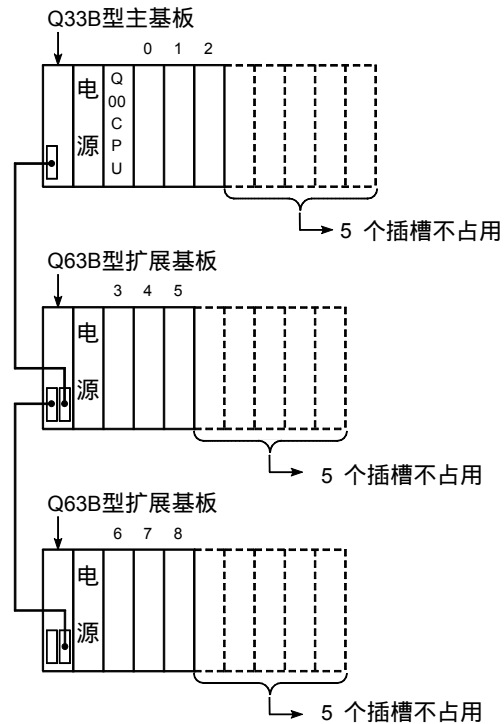 Q33B型主基板
0 1 2
电源
Q00CPU
5 个插槽不占用
Q63B型扩展基板
3 4 5
电源
5 个插槽不占用
Q63B型扩展基板
6 7 8
电源
5 个插槽不占用